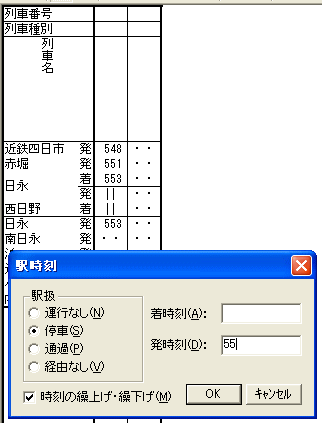 列車番号
列車種別
列
車
名
近鉄四日市 発 548 ・・
赤堀 発 551 ・・
日永 着 553 ・・
発 || ・・
西日野 着 || ・・
日永 発 553 ・・
南日永 発 ・・ ・・
駅時刻
駅扱
運行なし(N)
停車(S)
通過(P)
経由なし(V)
着時刻(A):
発時刻(D): 55
時刻の繰上げ・繰下げ(M)
OK
キャンセル